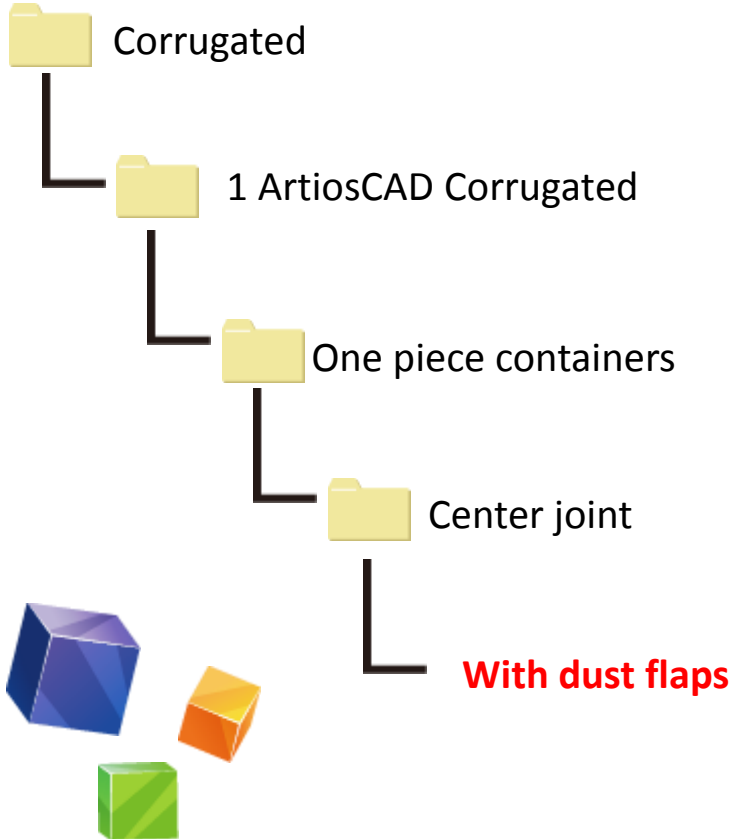 Corrugated
1 ArtiosCAD Corrugated
One piece containers
Center joint
With dust flaps